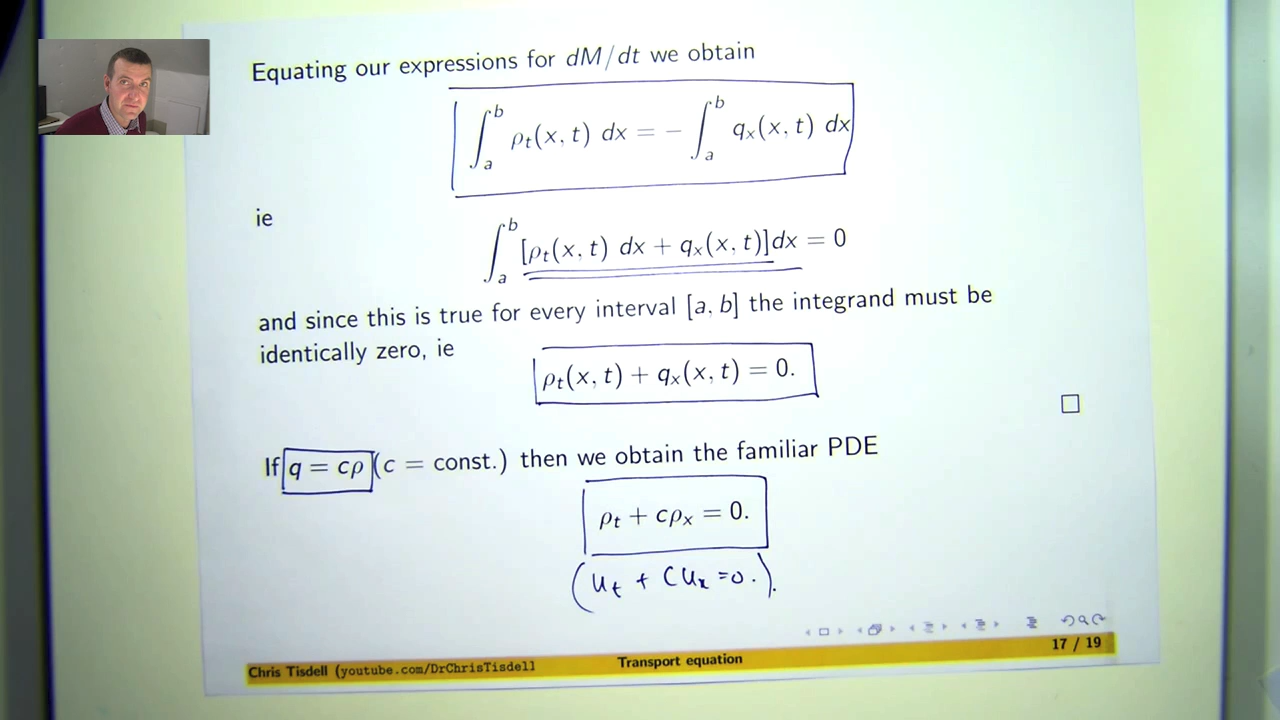 Equating our expressions for dM/dt we obtain
∫_a^b ρ_t(x, t) dx = − ∫_a^b q_x(x, t) dx
ie
∫_a^b [ρ_t(x, t) dx + q_x(x, t)]dx = 0
and since this is true for every interval [a, b] the integrand must be
identically zero, ie
ρ_t(x, t) + q_x(x, t) = 0.
If q = cρ (c = const.) then we obtain the familiar PDE
ρ_t + cρ_x = 0.
(u_t + Cu_x = 0.).
17 / 19
Chris Tisdell (youtube.com/DrChrisTisdell
Transport equation